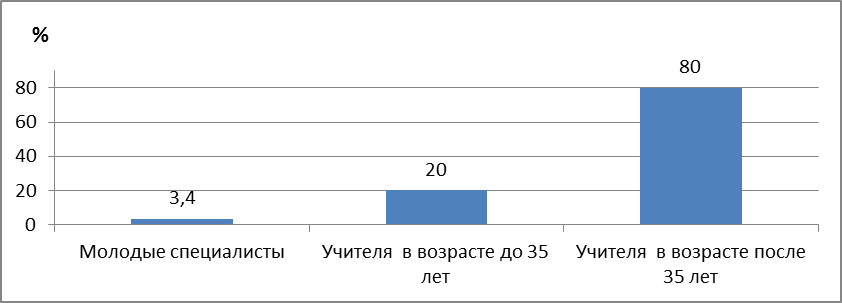 %
80
60
40
20
0
3,4
20
80
Молодые специалисты
Учителя в возрасте до 35
лет
Учителя в возрасте после
35 лет